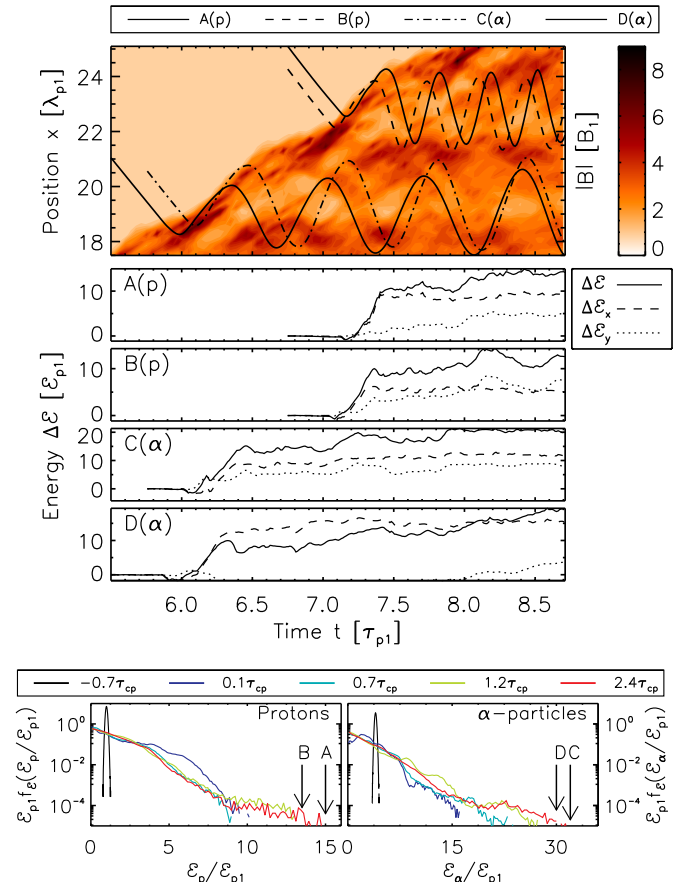 A(p) B(p) C(α) D(α)
Position x [λp1]
24
22
20
18
|B| [B1]
8
6
4
2
0
Energy Δℰ [ℰp1]
A(p)
10
0
Δℰ
Δℰx
Δℰy
B(p)
10
0
C(α)
20
10
0
D(α)
10
0
6.0 6.5 7.0 7.5 8.0 8.5
Time t [τp1]
−0.7τcp 0.1τcp 0.7τcp 1.2τcp 2.4τcp
ℰp1fℰ(ℰp/ℰp1)
10^0
10^-2
10^-4
Protons
B A
0 5 10 15
ℰp/ℰp1
α−particles
DC
0 15 30
ℰα/ℰp1
10^0
10^-2
10^-4
ℰp1fℰ(ℰα/ℰp1)